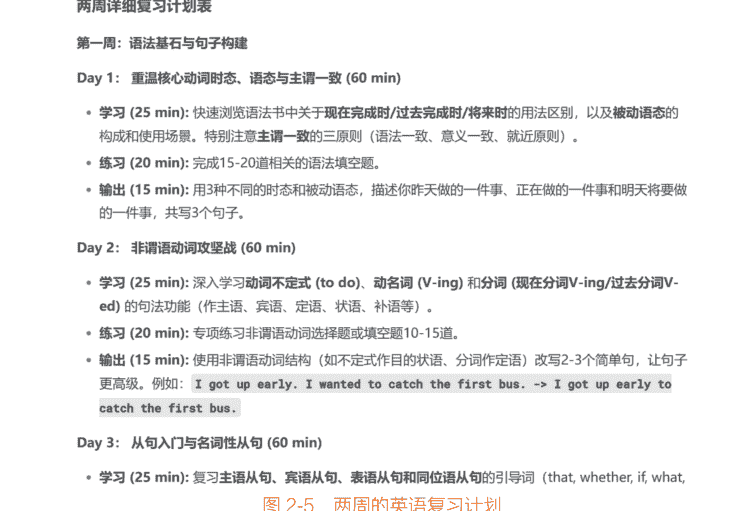 两周详细复习计划表
第一周：语法基石与句子构建
Day 1： 重温核心动词时态、语态与主谓一致 (60 min)
• 学习 (25 min): 快速浏览语法书中关于现在完成时/过去完成时/将来时的用法区别，以及被动语态的
构成和使用场景。特别注意主谓一致的三原则（语法一致、意义一致、就近原则）。
• 练习 (20 min): 完成15-20道相关的语法填空题。
• 输出 (15 min): 用3种不同的时态和被动语态，描述你昨天做的一件事、正在做的一件事和明天将要做
的一件事，共写3个句子。
Day 2： 非谓语动词攻坚战 (60 min)
• 学习 (25 min): 深入学习动词不定式 (to do)、动名词 (V-ing) 和分词 (现在分词V-ing/过去分词V-
ed) 的句法功能（作主语、宾语、定语、状语、补语等）。
• 练习 (20 min): 专项练习非谓语动词选择题或填空题10-15道。
• 输出 (15 min): 使用非谓语动词结构（如不定式作目的状语、分词作定语）改写2-3个简单句，让句子
更高级。例如： I got up early. I wanted to catch the first bus. -> I got up early to
catch the first bus.
Day 3： 从句入门与名词性从句 (60 min)
• 学习 (25 min): 复习主语从句、宾语从句、表语从句和同位语从句的引导词（that, whether, if, what,
图 2-5 两周的英语复习计划